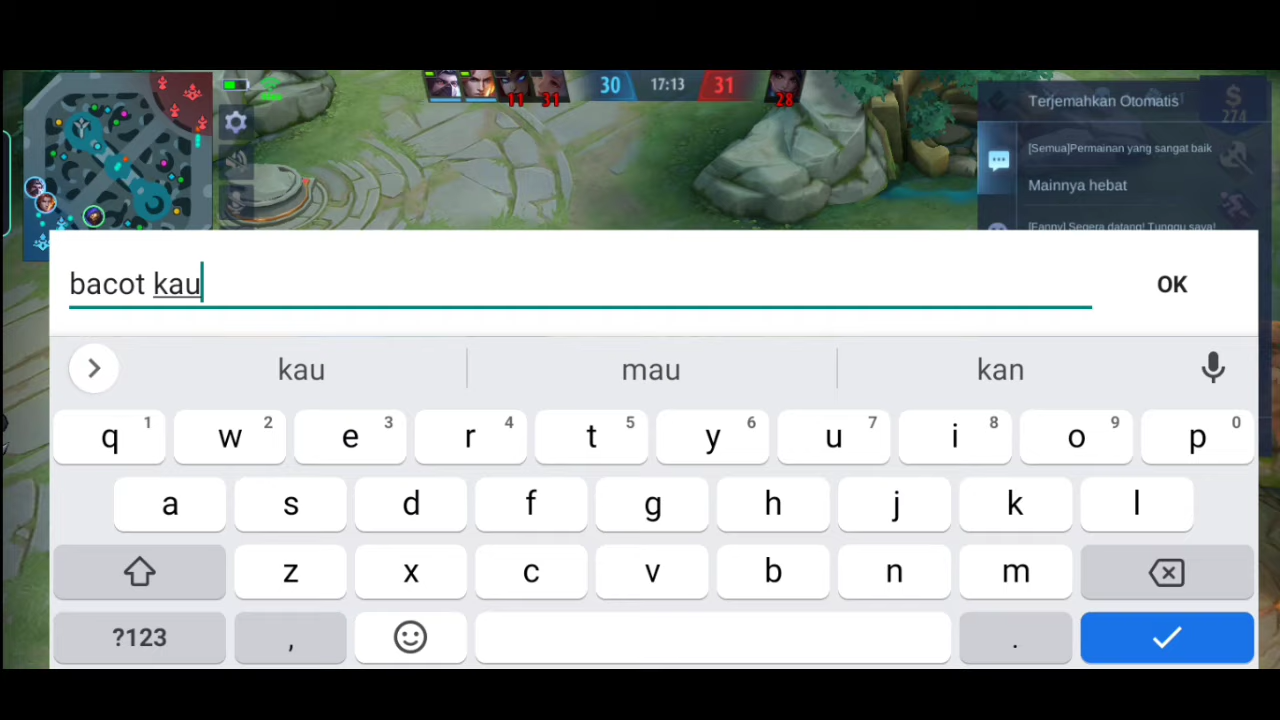 30 17:13 31
11 31 28
Terjemahkan Otomatis
$
274
[Semua]Permainan yang sangat baik
Mainnya hebat
[Fanny] Segera datang! Tunggu saya!
bacot kau
OK
kau mau kan
q 1 w 2 e 3 r 4 t 5 y 6 u 7 i 8 o 9 p 0
a s d f g h j k l
z x c v b n m
?123 , .